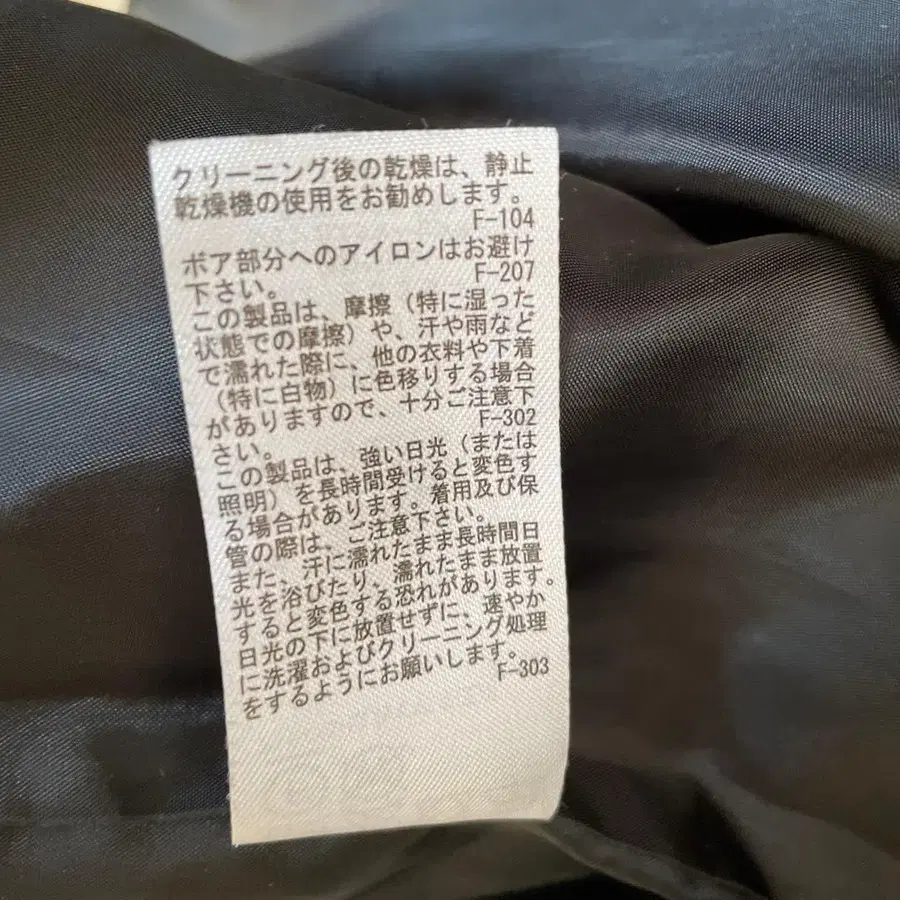 クリーニング後の乾燥は、静止
乾燥機の使用をお勧めします。
F-104
ボア部分へのアイロンはお避け
下さい。
F-207
この製品は、摩擦（特に湿った
状態での摩擦）や、汗や雨など
で濡れた際に、他の衣料や下着
（特に白物）に色移りする場合
がありますので、十分ご注意下
さい。
F-302
この製品は、強い日光（または
照明）を長時間受けると変色す
る場合があります。着用及び保
管の際は、ご注意下さい。
また、汗に濡れたまま長時間日
光を浴びたり、濡れたまま放置
すると変色する恐れがあります。
日光の下に放置せずに、速やか
に洗濯およびクリーニング処理
をするようにお願いします。
F-303